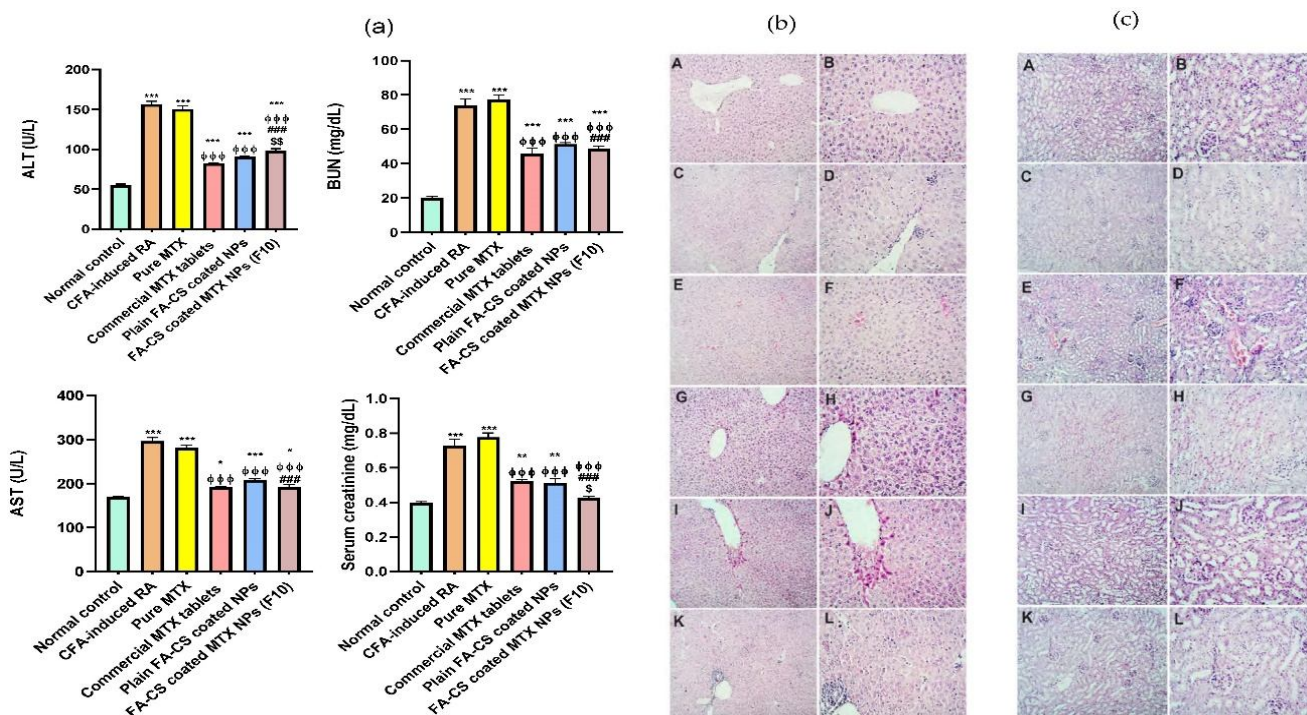 (a)
ALT (U/L)
200
150
100
50
0
***
***
***
ϕϕϕ
***
ϕϕϕ
***
ϕϕϕ
###
$$
Normal control
CFA-induced RA
Pure MTX
Commercial MTX tablets
Plain FA-CS coated NPs
FA-CS coated MTX NPs (F10)
BUN (mg/dL)
100
80
60
40
20
0
***
***
***
ϕϕϕ
***
ϕϕϕ
***
ϕϕϕ
###
Normal control
CFA-induced RA
Pure MTX
Commercial MTX tablets
Plain FA-CS coated NPs
FA-CS coated MTX NPs (F10)
AST (U/L)
400
300
200
100
0
***
***
*
ϕϕϕ
***
ϕϕϕ
*
ϕϕϕ
###
Normal control
CFA-induced RA
Pure MTX
Commercial MTX tablets
Plain FA-CS coated NPs
FA-CS coated MTX NPs (F10)
Serum creatinine (mg/dL)
1.0
0.8
0.6
0.4
0.2
0.0
***
***
**
ϕϕϕ
**
ϕϕϕ
ϕϕϕ
###
$
Normal control
CFA-induced RA
Pure MTX
Commercial MTX tablets
Plain FA-CS coated NPs
FA-CS coated MTX NPs (F10)
(b)
A B
C D
E F
G H
I J
K L
(c)
A B
C D
E F
G H
I J
K L